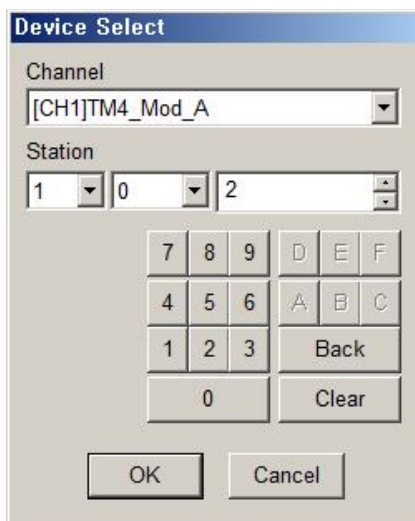 Device Select
Channel
[CH1]TM4_Mod_A
Station
1 0 2
7 8 9 D E F
4 5 6 A B C
1 2 3 Back
0 Clear
OK Cancel